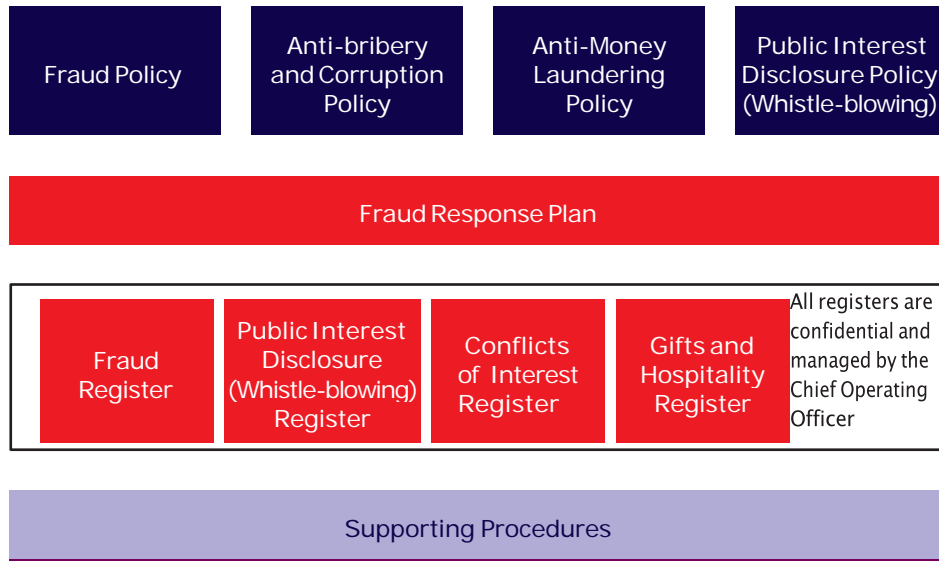 Fraud Policy
Anti-bribery
and Corruption
Policy
Anti-Money
Laundering
Policy
Public Interest
Disclosure Policy
(Whistle-blowing)
Fraud Response Plan
Fraud
Register
Public Interest
Disclosure
(Whistle-blowing)
Register
Conflicts
of Interest
Register
Gifts and
Hospitality
Register
All registers are
confidential and
managed by the
Chief Operating
Officer
Supporting Procedures